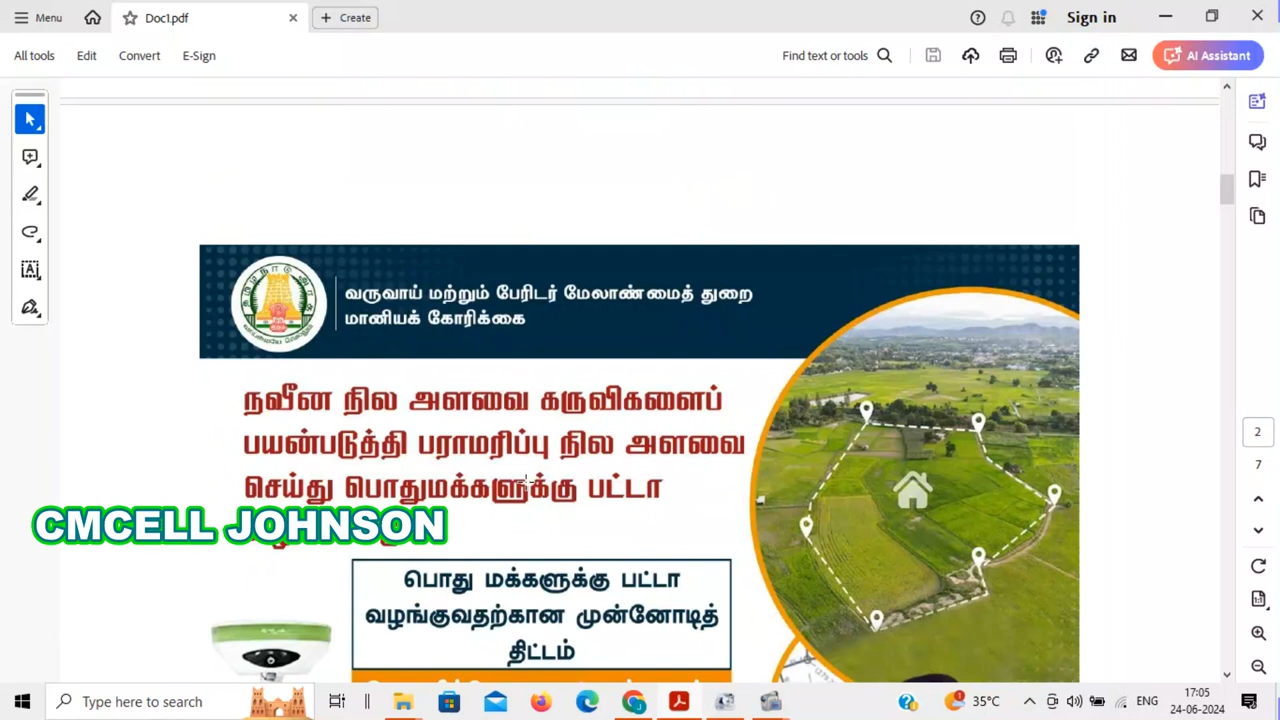 Menu
Doc1.pdf
Create
Sign in
All tools
Edit
Convert
E-Sign
Find text or tools
AI Assistant
வருவாய் மற்றும் பேரிடர் மேலாண்மைத் துறை
மானியக் கோரிக்கை
நவீன நில அளவை கருவிகளைப்
பயன்படுத்தி பராமரிப்பு நில அளவை
செய்து பொதுமக்களுக்கு பட்டா
CMCELL JOHNSON
பொது மக்களுக்கு பட்டா
வழங்குவதற்கான முன்னோடித்
திட்டம்
2
7
Type here to search
1
35°C
ENG
17:05
24-06-2024